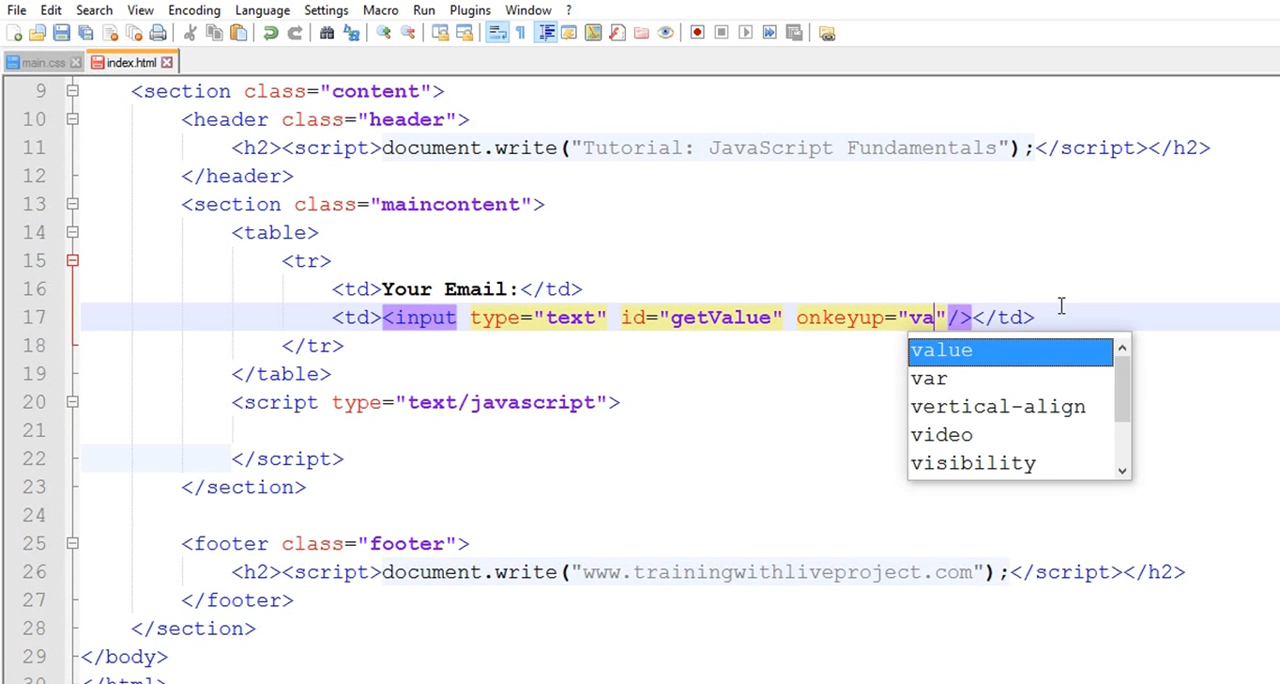 File Edit Search View Encoding Language Settings Macro Run Plugins Window ?
main.css index.html
9 <section class="content">
10 <header class="header">
11 <h2><script>document.write("Tutorial: JavaScript Fundamentals");</script></h2>
12 </header>
13 <section class="maincontent">
14 <table>
15 <tr>
16 <td>Your Email:</td>
17 <td><input type="text" id="getValue" onkeyup="va"/></td>
18 </tr>
19 </table>
20 <script type="text/javascript">
21
22 </script>
23 </section>
24
25 <footer class="footer">
26 <h2><script>document.write("www.trainingwithliveproject.com");</script></h2>
27 </footer>
28 </section>
29 </body>
30 </html>
value
var
vertical-align
video
visibility